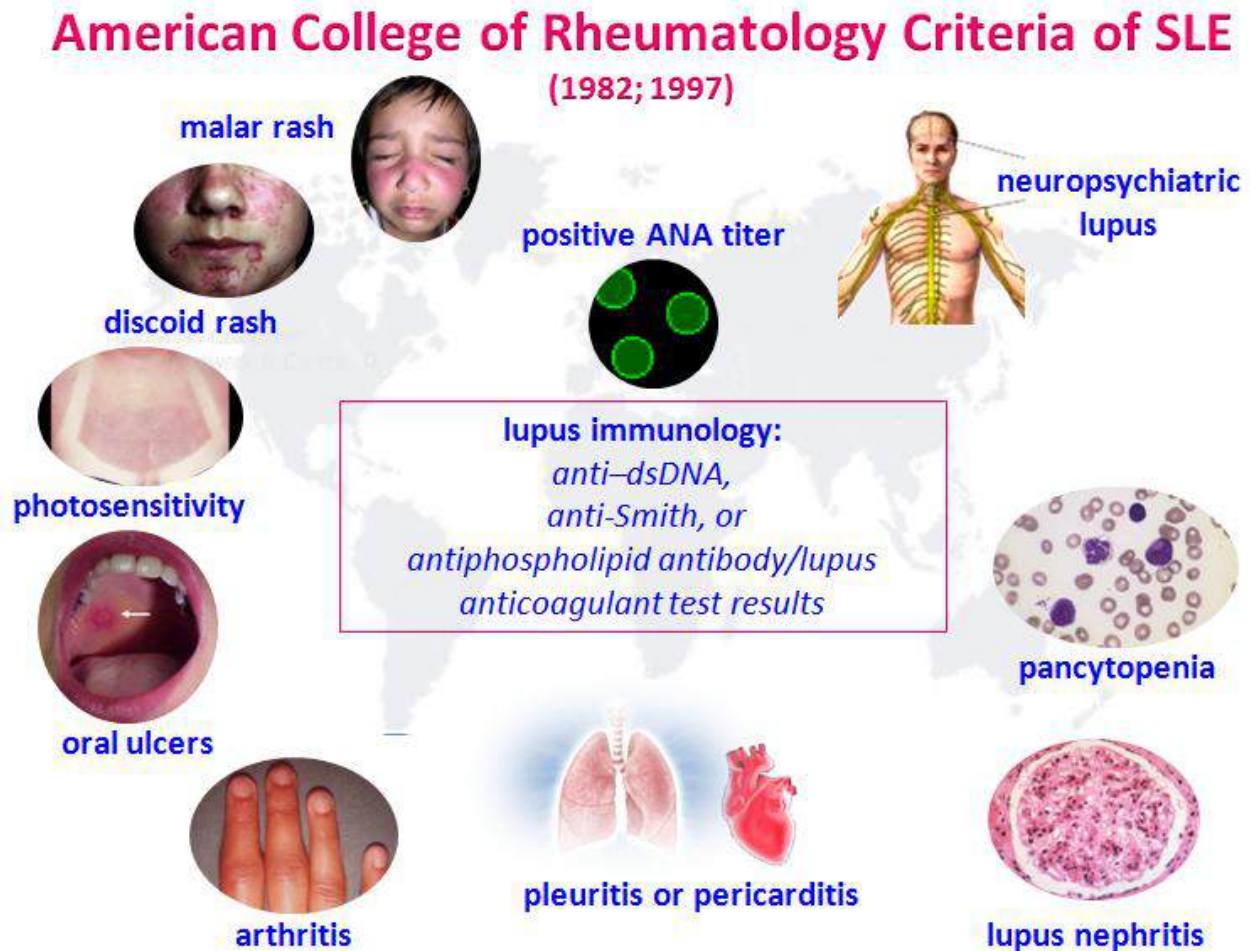 American College of Rheumatology Criteria of SLE
(1982; 1997)
malar rash
neuropsychiatric
lupus
positive ANA titer
discoid rash
lupus immunology:
anti–dsDNA,
anti-Smith, or
antiphospholipid antibody/lupus
anticoagulant test results
photosensitivity
pancytopenia
oral ulcers
pleuritis or pericarditis
arthritis
lupus nephritis